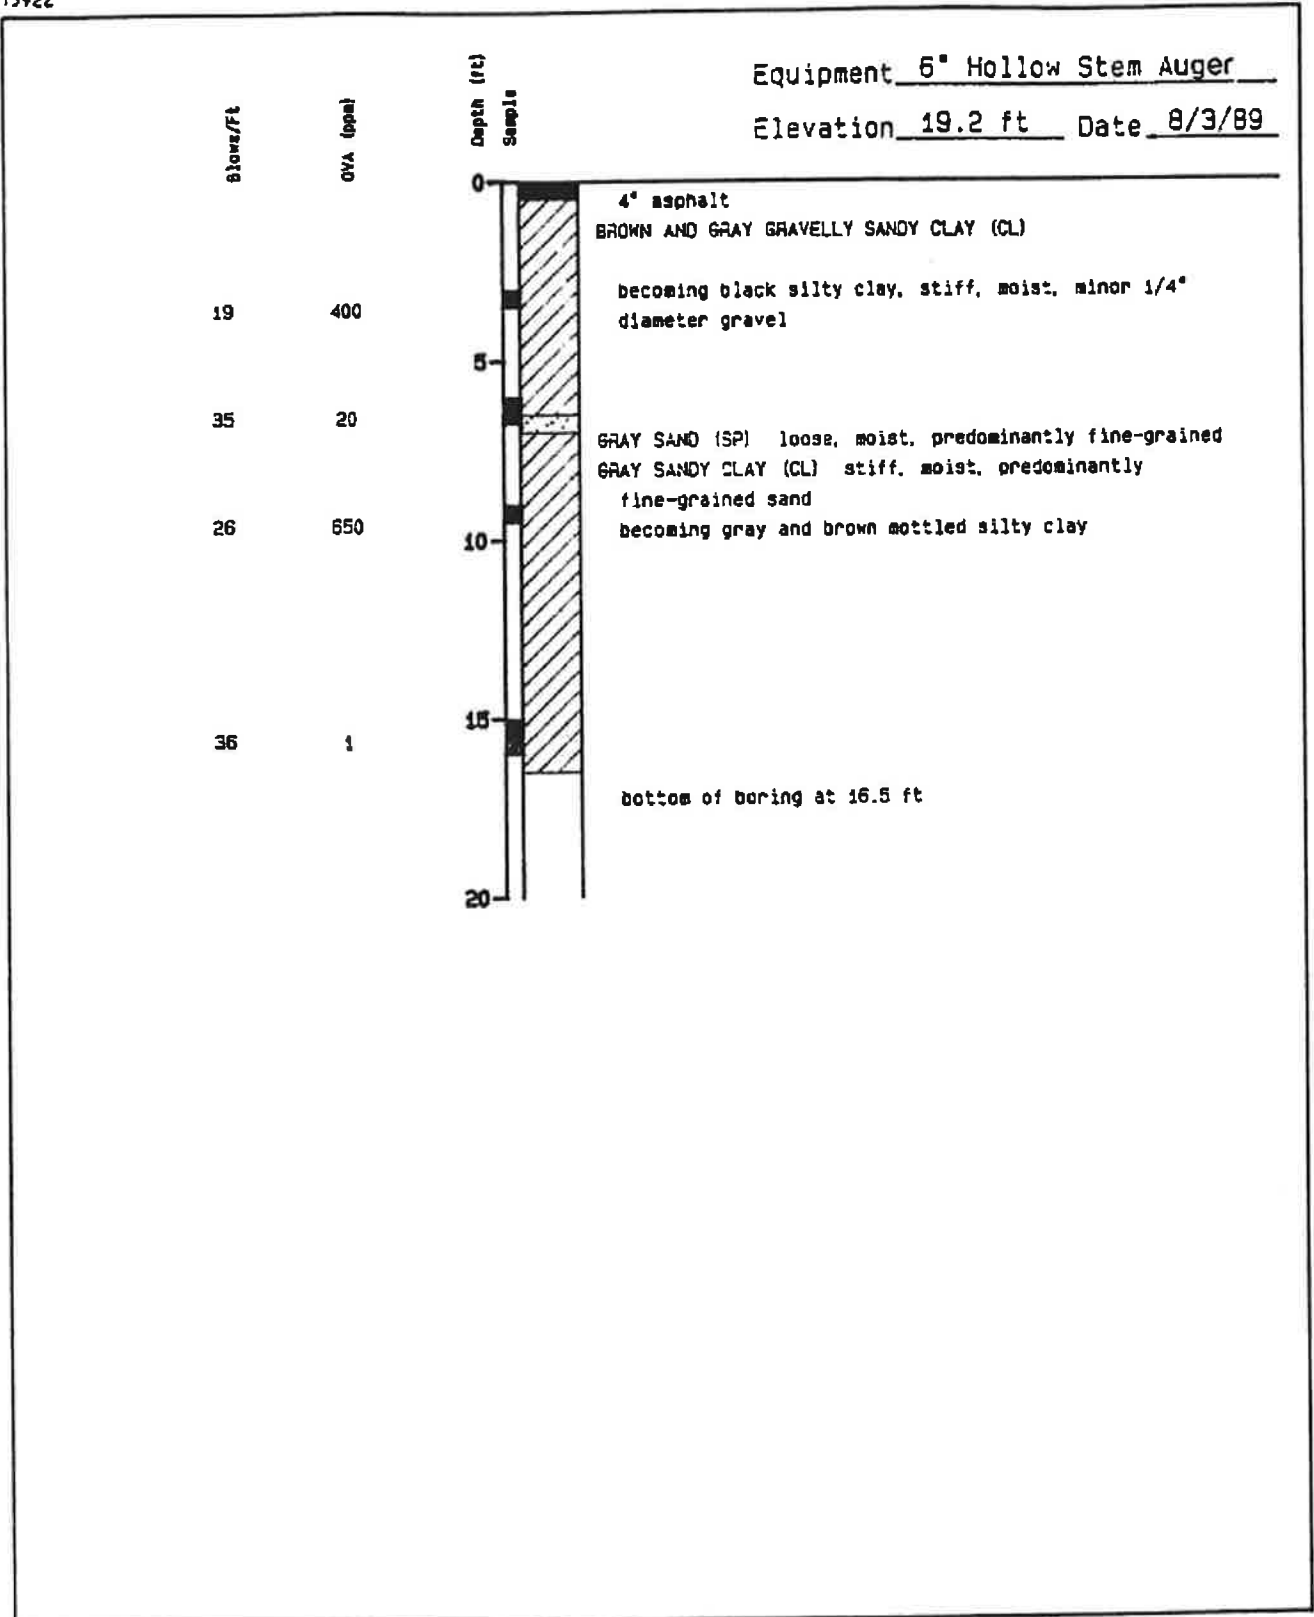 Equipment 6" Hollow Stem Auger
Elevation 19.2 ft Date 8/3/89
Blows/Ft
OVA (ppm)
Depth (ft)
Sample
0
4" asphalt
BROWN AND GRAY GRAVELLY SANDY CLAY (CL)
becoming black silty clay, stiff, moist, minor 1/4"
19 400 diameter gravel
5
35 20
GRAY SAND (SP) loose, moist, predominantly fine-grained
GRAY SANDY CLAY (CL) stiff, moist, predominantly
fine-grained sand
26 650 becoming gray and brown mottled silty clay
10
15
36 1
bottom of boring at 16.5 ft
20